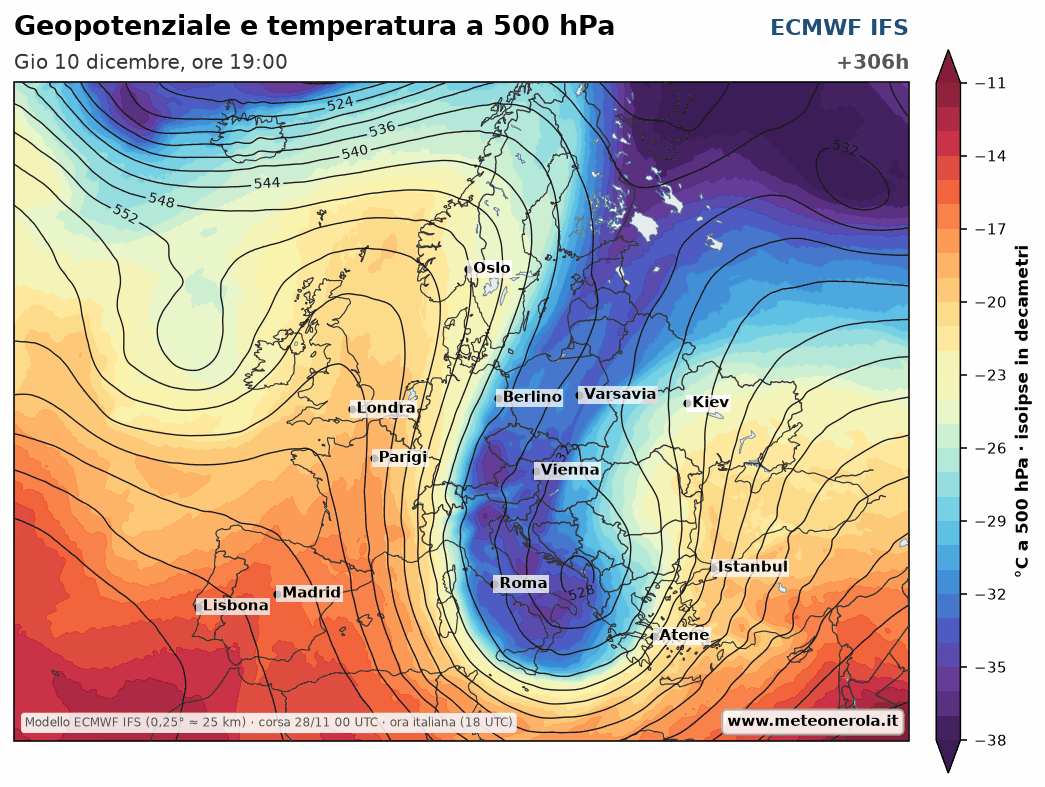 Geopotenziale e temperatura a 500 hPa
ECMWF IFS
Gio 10 dicembre, ore 19:00
+306h
524
536
540
544
548
552
532
Oslo
Berlino
Varsavia
Kiev
Londra
Parigi
Vienna
Roma
528
Istanbul
Madrid
Lisbona
Atene
Modello ECMWF IFS (0,25° ≈ 25 km) · corsa 28/11 00 UTC · ora italiana (18 UTC)
www.meteonerola.it
−11
−14
−17
−20
−23
−26
−29
−32
−35
−38
°C a 500 hPa · isoipse in decametri